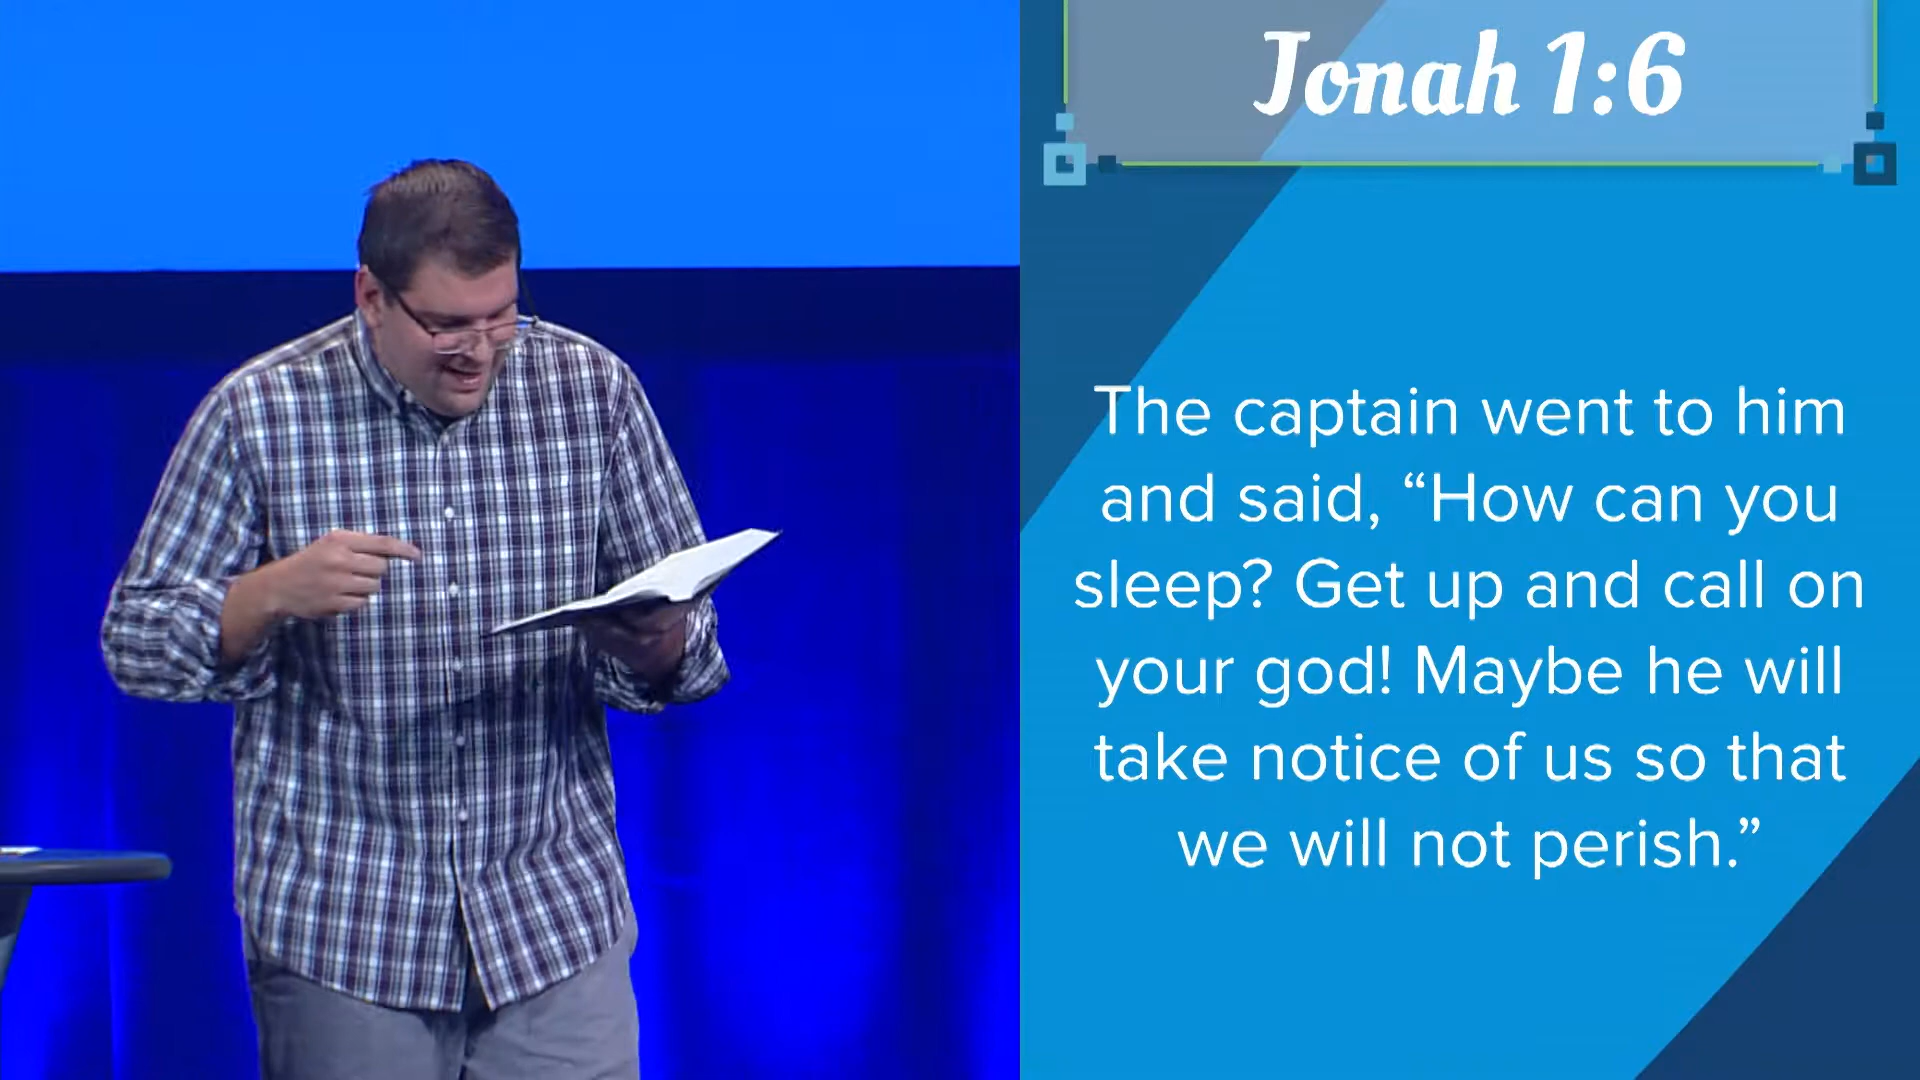 Jonah 1:6
The captain went to him
and said, “How can you
sleep? Get up and call on
your god! Maybe he will
take notice of us so that
we will not perish.”